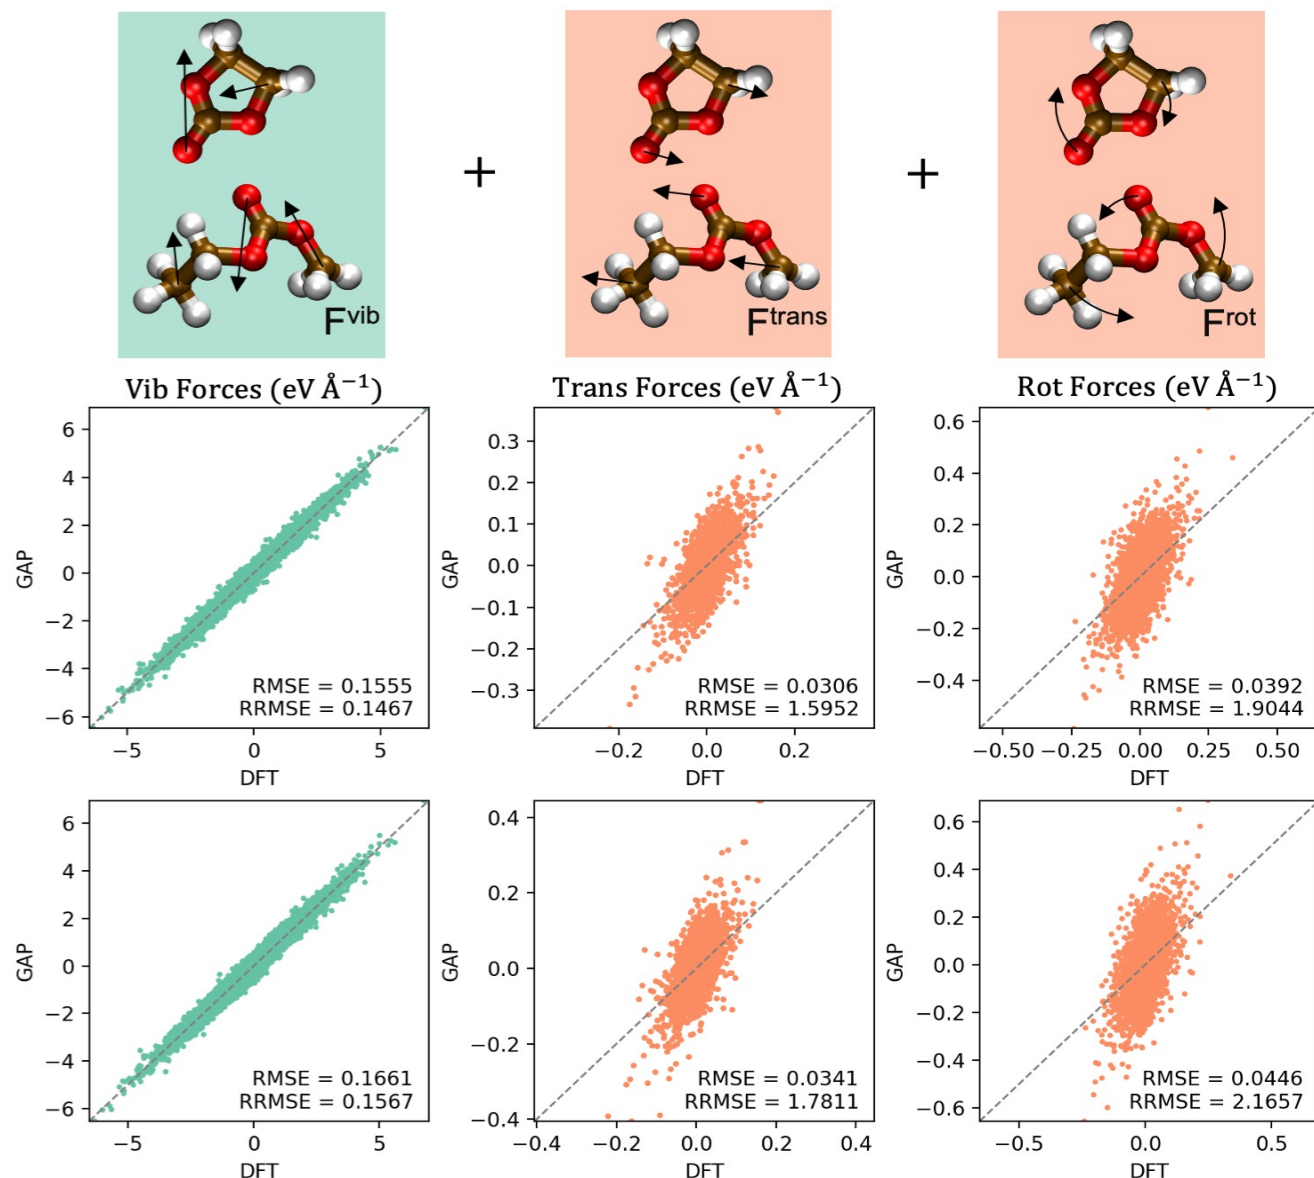 + +
F^vib F^trans F^rot
Vib Forces (eV Å⁻¹) Trans Forces (eV Å⁻¹) Rot Forces (eV Å⁻¹)
6
4
2
0
−2
−4
−6
GAP
RMSE = 0.1555
RRMSE = 0.1467
−5 0 5
DFT
0.3
0.2
0.1
0.0
−0.1
−0.2
−0.3
GAP
RMSE = 0.0306
RRMSE = 1.5952
−0.2 0.0 0.2
DFT
0.6
0.4
0.2
0.0
−0.2
−0.4
GAP
RMSE = 0.0392
RRMSE = 1.9044
−0.50 −0.25 0.00 0.25 0.50
DFT
6
4
2
0
−2
−4
−6
GAP
RMSE = 0.1661
RRMSE = 0.1567
−5 0 5
DFT
0.4
0.2
0.0
−0.2
−0.4
GAP
RMSE = 0.0341
RRMSE = 1.7811
−0.4 −0.2 0.0 0.2 0.4
DFT
0.6
0.4
0.2
0.0
−0.2
−0.4
−0.6
GAP
RMSE = 0.0446
RRMSE = 2.1657
−0.5 0.0 0.5
DFT